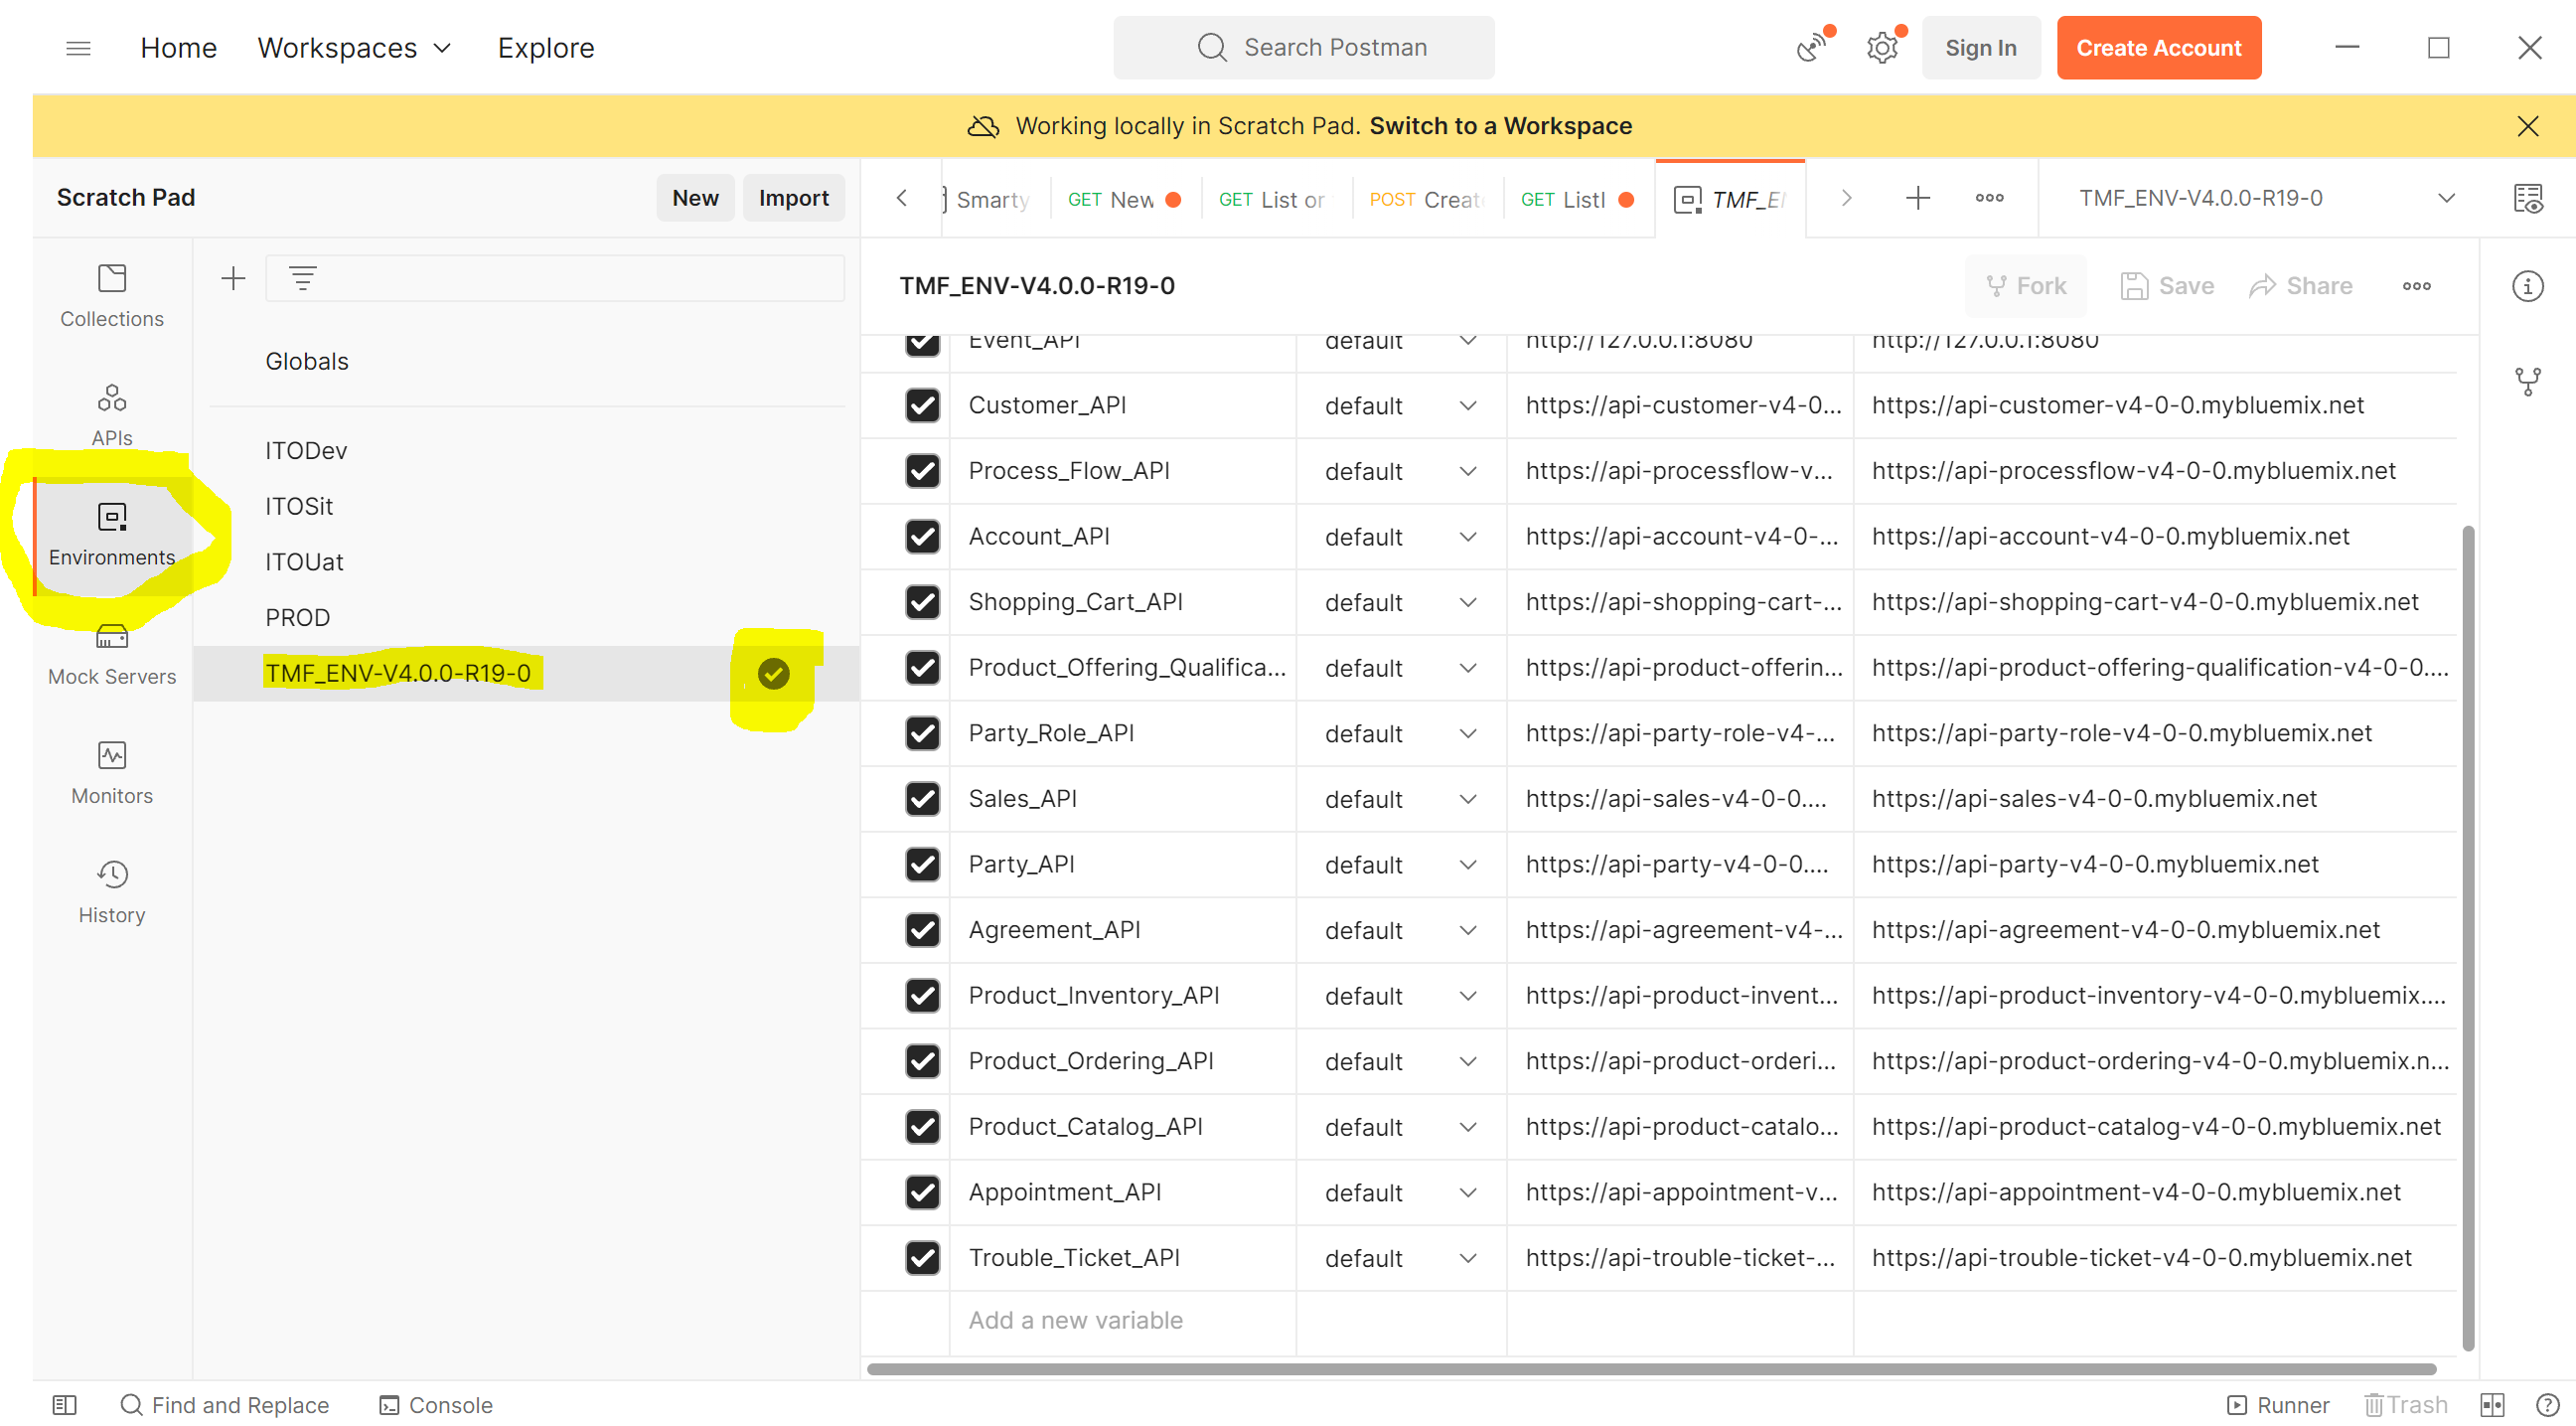 Home Workspaces Explore Search Postman Sign In Create Account
Working locally in Scratch Pad. Switch to a Workspace
Scratch Pad New Import Smarty GET New GET List or POST Creat GET Listl TMF_E TMF_ENV-V4.0.0-R19-0
Collections
APIs
Environments
Mock Servers
Monitors
History
Globals
ITODev
ITOSit
ITOUat
PROD
TMF_ENV-V4.0.0-R19-0
TMF_ENV-V4.0.0-R19-0 Fork Save Share
Event_API default http://127.0.0.1:8080 http://127.0.0.1:8080
Customer_API default https://api-customer-v4-0... https://api-customer-v4-0-0.mybluemix.net
Process_Flow_API default https://api-processflow-v... https://api-processflow-v4-0-0.mybluemix.net
Account_API default https://api-account-v4-0-... https://api-account-v4-0-0.mybluemix.net
Shopping_Cart_API default https://api-shopping-cart-... https://api-shopping-cart-v4-0-0.mybluemix.net
Product_Offering_Qualifica... default https://api-product-offerin... https://api-product-offering-qualification-v4-0-0....
Party_Role_API default https://api-party-role-v4-... https://api-party-role-v4-0-0.mybluemix.net
Sales_API default https://api-sales-v4-0-0.... https://api-sales-v4-0-0.mybluemix.net
Party_API default https://api-party-v4-0-0.... https://api-party-v4-0-0.mybluemix.net
Agreement_API default https://api-agreement-v4-... https://api-agreement-v4-0-0.mybluemix.net
Product_Inventory_API default https://api-product-invent... https://api-product-inventory-v4-0-0.mybluemix....
Product_Ordering_API default https://api-product-orderi... https://api-product-ordering-v4-0-0.mybluemix.n...
Product_Catalog_API default https://api-product-catalo... https://api-product-catalog-v4-0-0.mybluemix.net
Appointment_API default https://api-appointment-v... https://api-appointment-v4-0-0.mybluemix.net
Trouble_Ticket_API default https://api-trouble-ticket-... https://api-trouble-ticket-v4-0-0.mybluemix.net
Add a new variable
Find and Replace Console Runner Trash